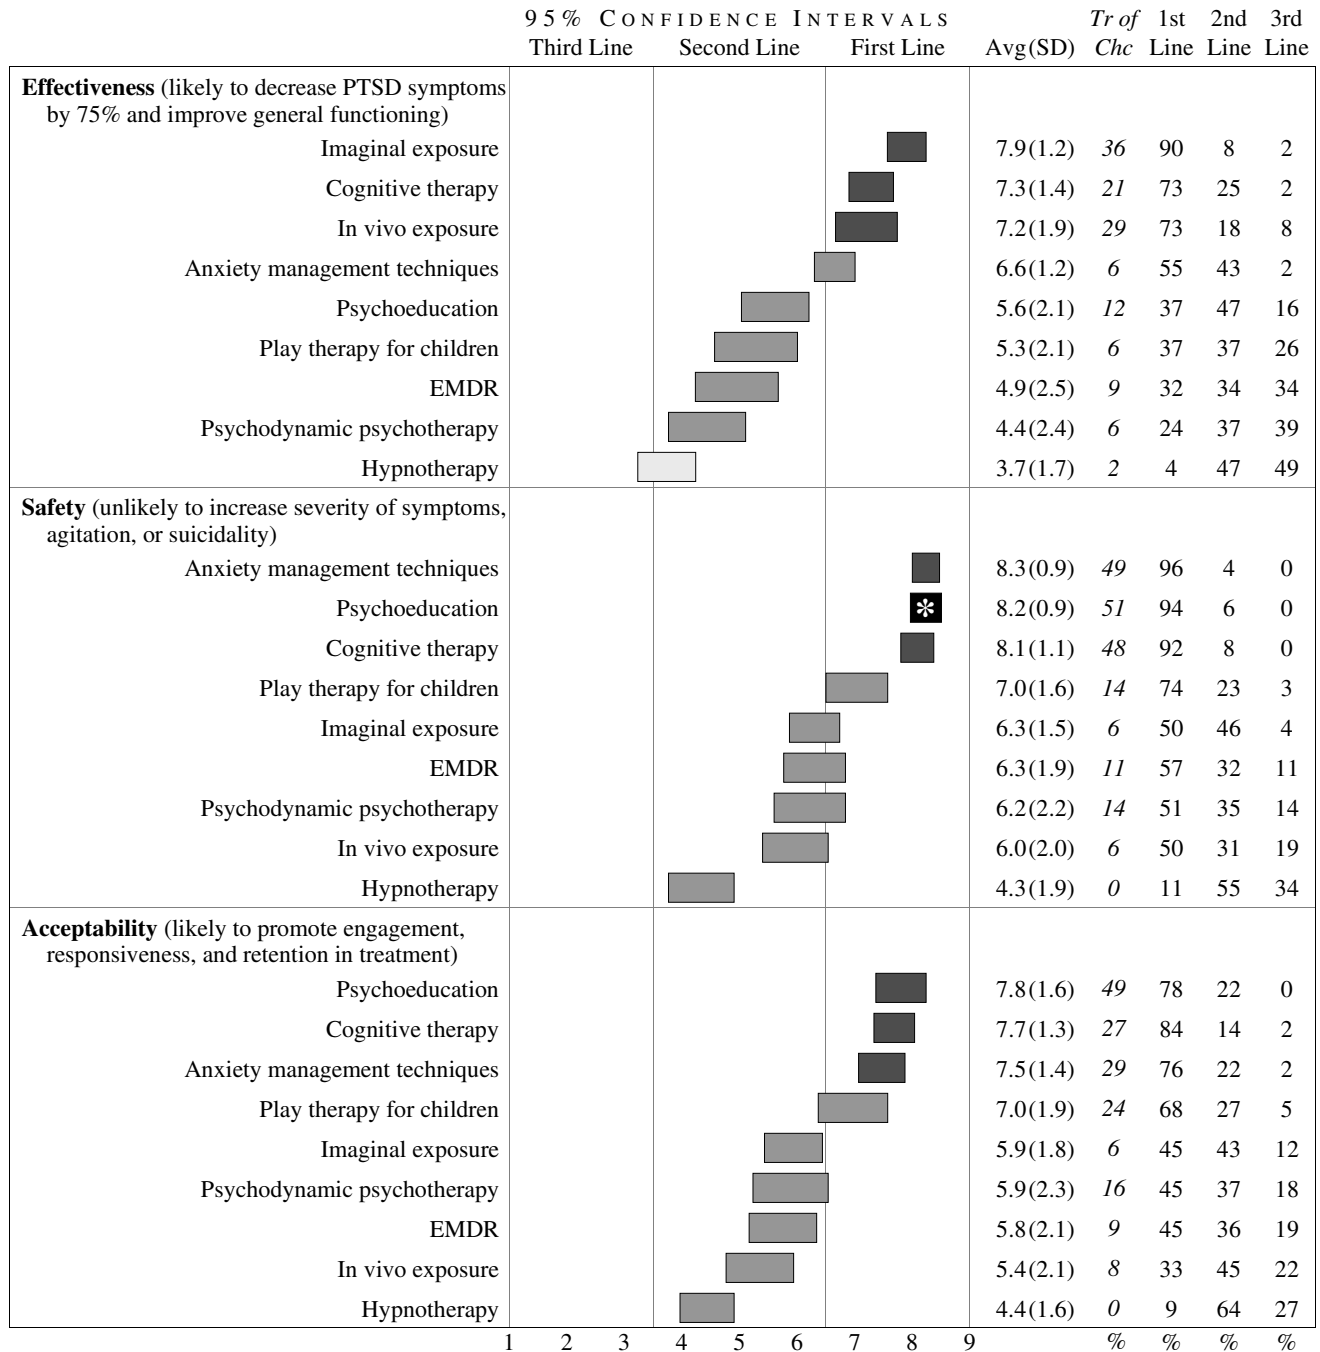 95% CONFIDENCE INTERVALS Tr of 1st 2nd 3rd
Third Line Second Line First Line Avg(SD) Chc Line Line Line
Effectiveness (likely to decrease PTSD symptoms
by 75% and improve general functioning)
Imaginal exposure 7.9(1.2) 36 90 8 2
Cognitive therapy 7.3(1.4) 21 73 25 2
In vivo exposure 7.2(1.9) 29 73 18 8
Anxiety management techniques 6.6(1.2) 6 55 43 2
Psychoeducation 5.6(2.1) 12 37 47 16
Play therapy for children 5.3(2.1) 6 37 37 26
EMDR 4.9(2.5) 9 32 34 34
Psychodynamic psychotherapy 4.4(2.4) 6 24 37 39
Hypnotherapy 3.7(1.7) 2 4 47 49
Safety (unlikely to increase severity of symptoms,
agitation, or suicidality)
Anxiety management techniques 8.3(0.9) 49 96 4 0
Psychoeducation * 8.2(0.9) 51 94 6 0
Cognitive therapy 8.1(1.1) 48 92 8 0
Play therapy for children 7.0(1.6) 14 74 23 3
Imaginal exposure 6.3(1.5) 6 50 46 4
EMDR 6.3(1.9) 11 57 32 11
Psychodynamic psychotherapy 6.2(2.2) 14 51 35 14
In vivo exposure 6.0(2.0) 6 50 31 19
Hypnotherapy 4.3(1.9) 0 11 55 34
Acceptability (likely to promote engagement,
responsiveness, and retention in treatment)
Psychoeducation 7.8(1.6) 49 78 22 0
Cognitive therapy 7.7(1.3) 27 84 14 2
Anxiety management techniques 7.5(1.4) 29 76 22 2
Play therapy for children 7.0(1.9) 24 68 27 5
Imaginal exposure 5.9(1.8) 6 45 43 12
Psychodynamic psychotherapy 5.9(2.3) 16 45 37 18
EMDR 5.8(2.1) 9 45 36 19
In vivo exposure 5.4(2.1) 8 33 45 22
Hypnotherapy 4.4(1.6) 0 9 64 27
1 2 3 4 5 6 7 8 9 % % % %